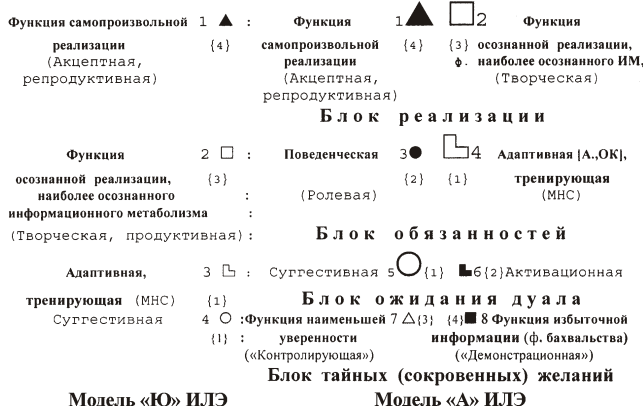 Функция самопроизвольной 1 ▲ : Функция 1▲ □2 Функция
реализации {4} самопроизвольной {4} {3} осознанной реализации,
(Акцептная, реализации ф. наиболее осознанного ИМ,
репродуктивная) (Акцептная, (Творческая)
репродуктивная)
Блок реализации
Функция 2 □ : Поведенческая 3● 4 Адаптивная |А.,ОК|,
осознанной реализации, {3} {2} {1} тренирующая
наиболее осознанного : (Ролевая) (МНС)
информационного метаболизма :
(Творческая, продуктивная) : Блок обязанностей
Адаптивная, 3 : Суггестивная 5○{1} 6{2}Активационная
тренирующая (МНС) {1} Блок ожидания дуала
Суггестивная 4 ○ :Функция наименьшей 7 △{3} {4}■ 8 Функция избыточной
{1} : уверенности информации (ф. бахвальства)
(«Контролирующая») («Демонстрационная»)
Блок тайных (сокровенных) желаний
Модель «Ю» ИЛЭ Модель «А» ИЛЭ